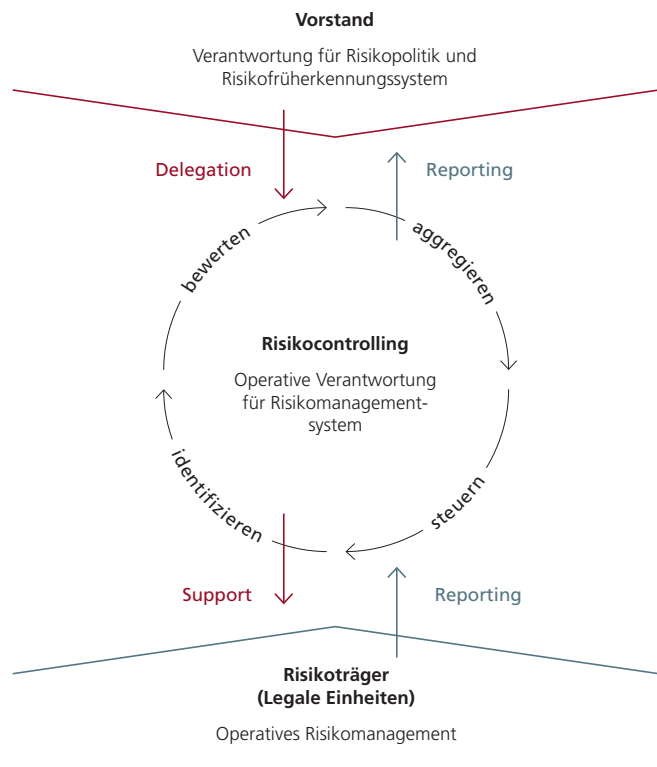 Vorstand
Verantwortung für Risikopolitik und
Risikofrüherkennungssystem
Delegation
Reporting
bewerten
aggregieren
Risikocontrolling
Operative Verantwortung
für Risikomanagement-
system
identifizieren
steuern
Support
Reporting
Risikoträger
(Legale Einheiten)
Operatives Risikomanagement